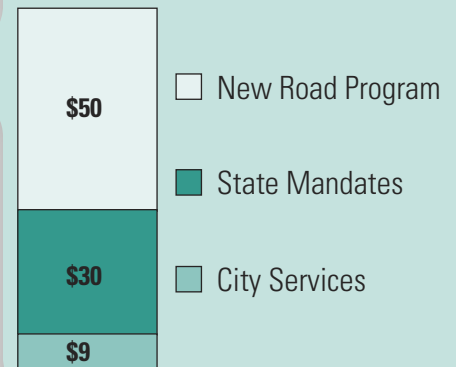 $50
New Road Program
State Mandates
$30
City Services
$9